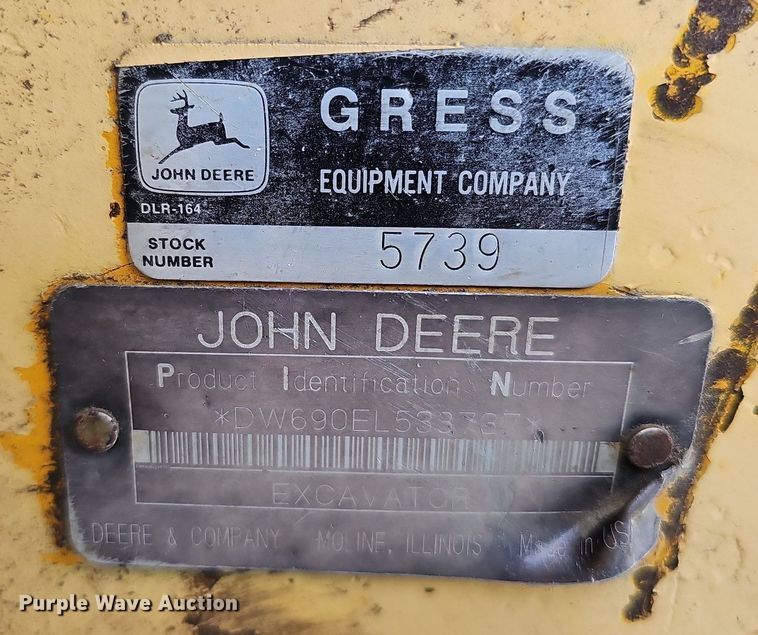 JOHN DEERE
DLR-164
GRESS
EQUIPMENT COMPANY
STOCK NUMBER
5739
JOHN DEERE
Product Identification Number
EXCAVATOR
DEERE & COMPANY MOLINE, ILLINOIS Made in USA
Purple Wave Auction